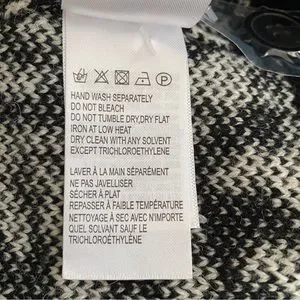 HAND WASH SEPARATELY
DO NOT BLEACH
DO NOT TUMBLE DRY,DRY FLAT
IRON AT LOW HEAT
DRY CLEAN WITH ANY SOLVENT
EXCEPT TRICHLOROETHYLENE
LAVER À LA MAIN SÉPARÉMENT
NE PAS JAVELLISER
SÉCHER À PLAT
REPASSER À FAIBLE TEMPÉRATURE
NETTOYAGE À SEC AVEC N'IMPORTE
QUEL SOLVANT SAUF LE
TRICHLOROÉTHYLÈNE